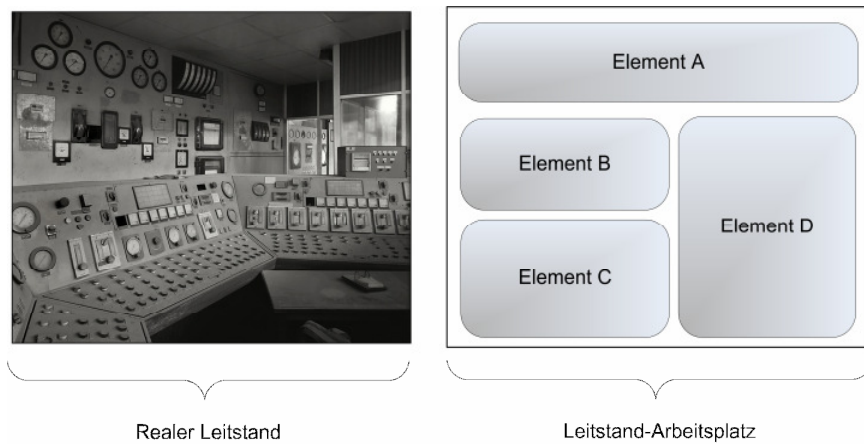 Element A
Element B
Element D
Element C
Realer Leitstand
Leitstand-Arbeitsplatz